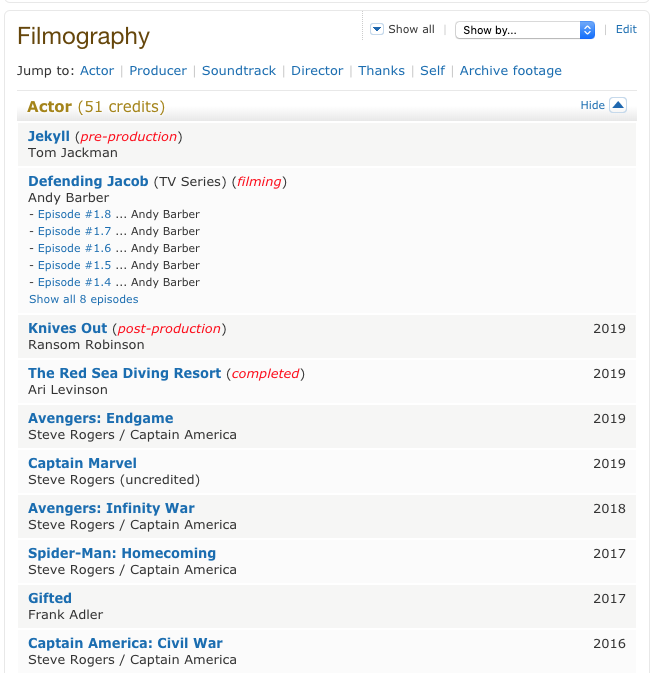 Filmography
Show all | Show by... | Edit
Jump to: Actor | Producer | Soundtrack | Director | Thanks | Self | Archive footage
Actor (51 credits) Hide
Jekyll (pre-production)
Tom Jackman
Defending Jacob (TV Series) (filming)
Andy Barber
- Episode #1.8 ... Andy Barber
- Episode #1.7 ... Andy Barber
- Episode #1.6 ... Andy Barber
- Episode #1.5 ... Andy Barber
- Episode #1.4 ... Andy Barber
Show all 8 episodes
Knives Out (post-production) 2019
Ransom Robinson
The Red Sea Diving Resort (completed) 2019
Ari Levinson
Avengers: Endgame 2019
Steve Rogers / Captain America
Captain Marvel 2019
Steve Rogers (uncredited)
Avengers: Infinity War 2018
Steve Rogers / Captain America
Spider-Man: Homecoming 2017
Steve Rogers / Captain America
Gifted 2017
Frank Adler
Captain America: Civil War 2016
Steve Rogers / Captain America